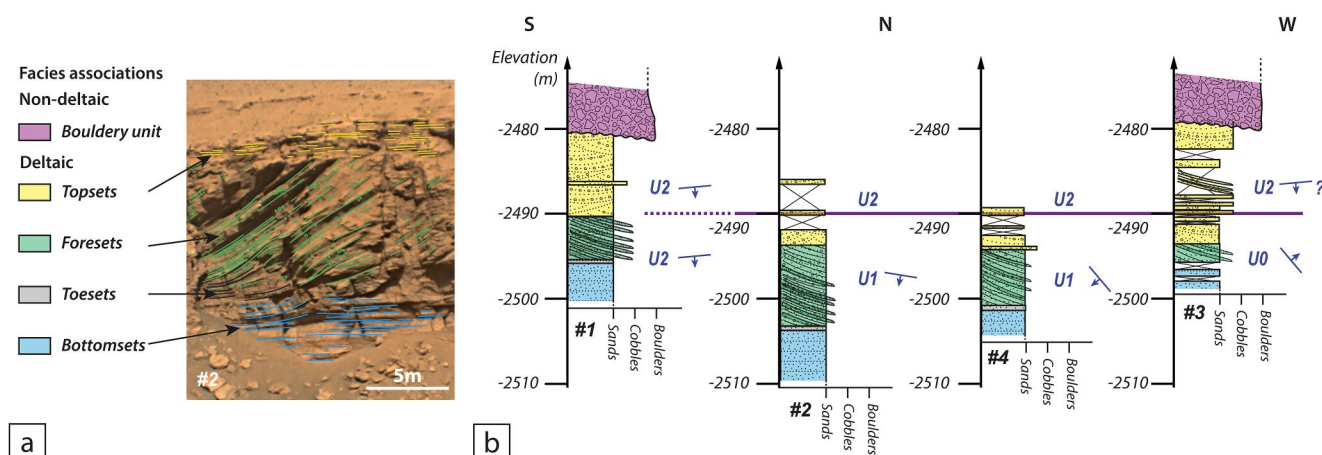 Facies associations
Non-deltaic
Bouldery unit
Deltaic
Topsets
Foresets
Toesets
Bottomsets
#2
5m
a
S
N
W
Elevation
(m)
-2480
-2490
-2500
U2
U2
#1
Sands
Cobbles
Boulders
-2480
-2490
-2500
-2510
U2
U1
#2
Sands
Cobbles
Boulders
-2480
-2490
-2500
-2510
U2
U1
#4
Sands
Cobbles
Boulders
-2480
-2490
-2500
-2510
U2
?
U0
#3
Sands
Cobbles
Boulders
b